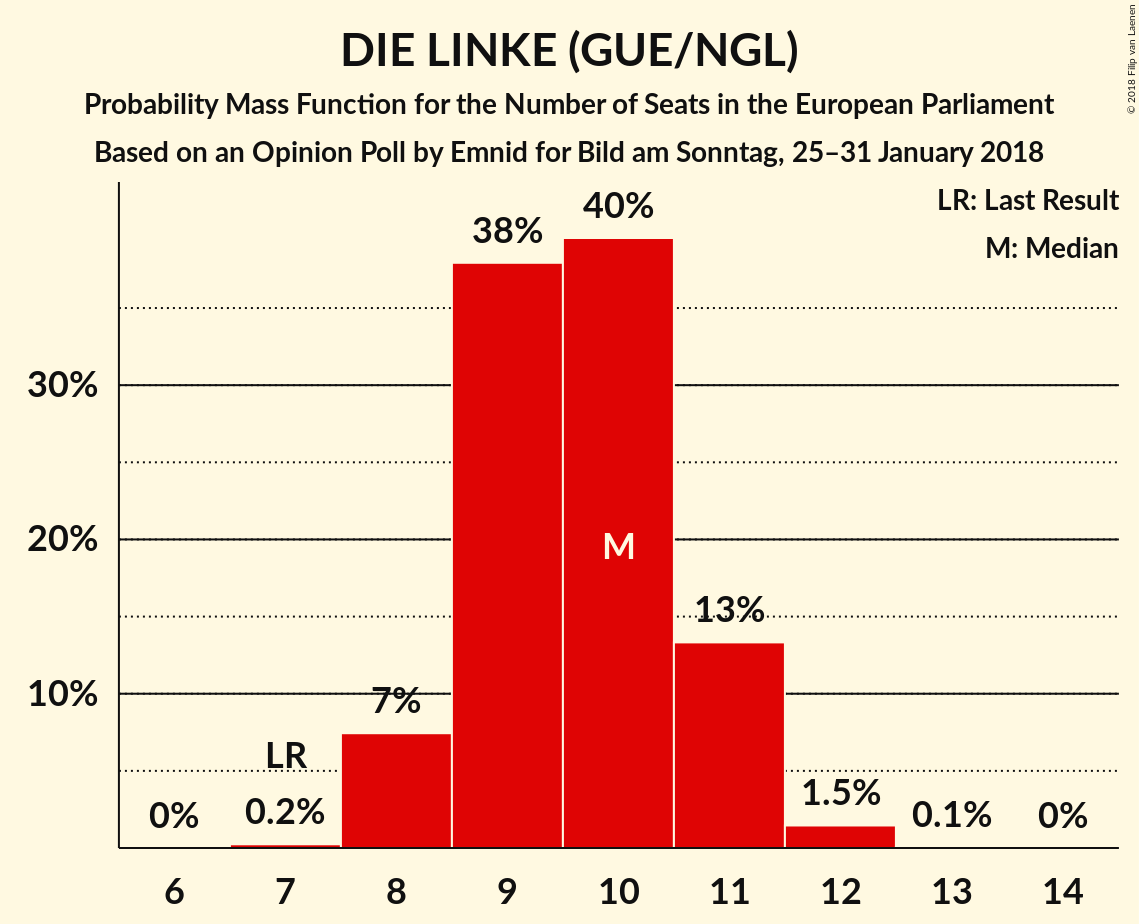 DIE LINKE (GUE/NGL)
Probability Mass Function for the Number of Seats in the European Parliament
Based on an Opinion Poll by Emnid for Bild am Sonntag, 25–31 January 2018
© 2018 Filip van Laenen
LR: Last Result
M: Median
30%
20%
10%
0%
LR
0.2%
7%
38%
40%
M
13%
1.5%
0.1%
0%
6 7 8 9 10 11 12 13 14